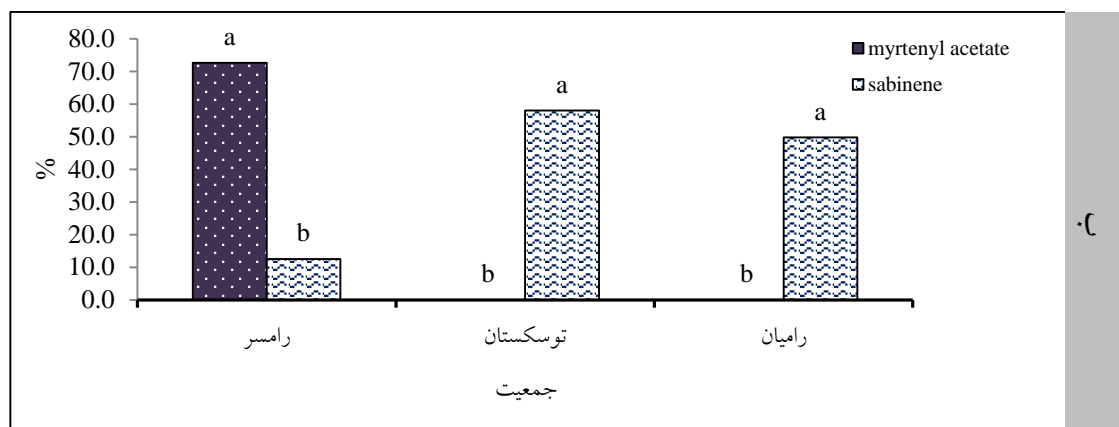 80.0
70.0
60.0
50.0
40.0
30.0
20.0
10.0
0.0
%
a
b
b
a
b
a
myrtenyl acetate
sabinene
رامسر
توسکستان
رامیان
جمعیت